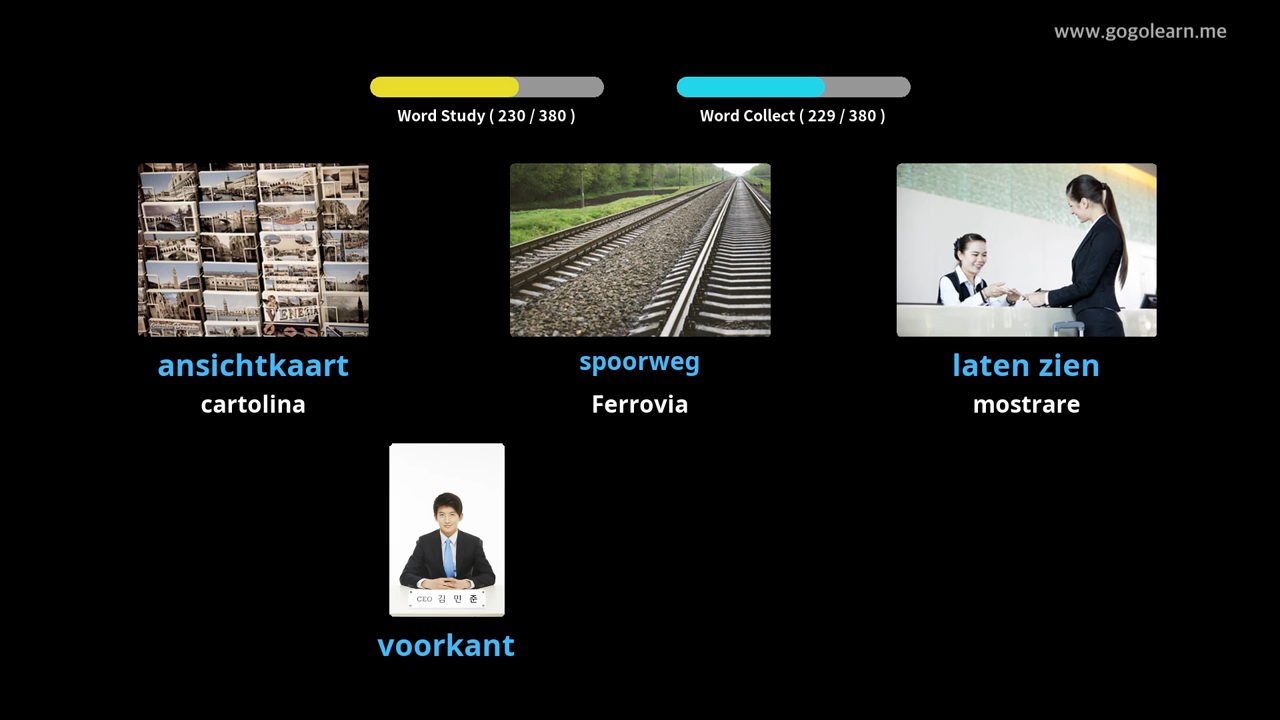 www.gogolearn.me
Word Study ( 230 / 380 )
Word Collect ( 229 / 380 )
ansichtkaart
cartolina
spoorweg
Ferrovia
laten zien
mostrare
CEO 김 민 준
voorkant